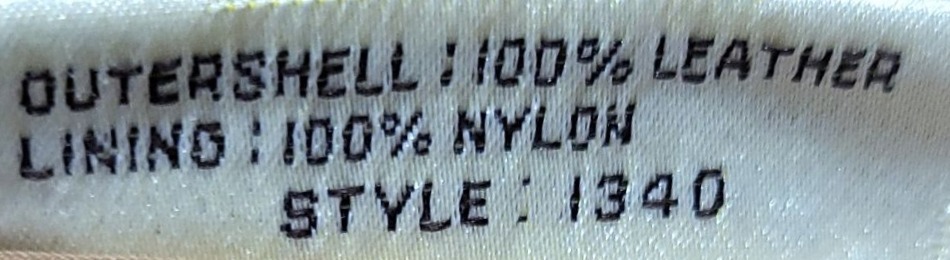 OUTERSHELL : 100% LEATHER
LINING : 100% NYLON
STYLE : 1340